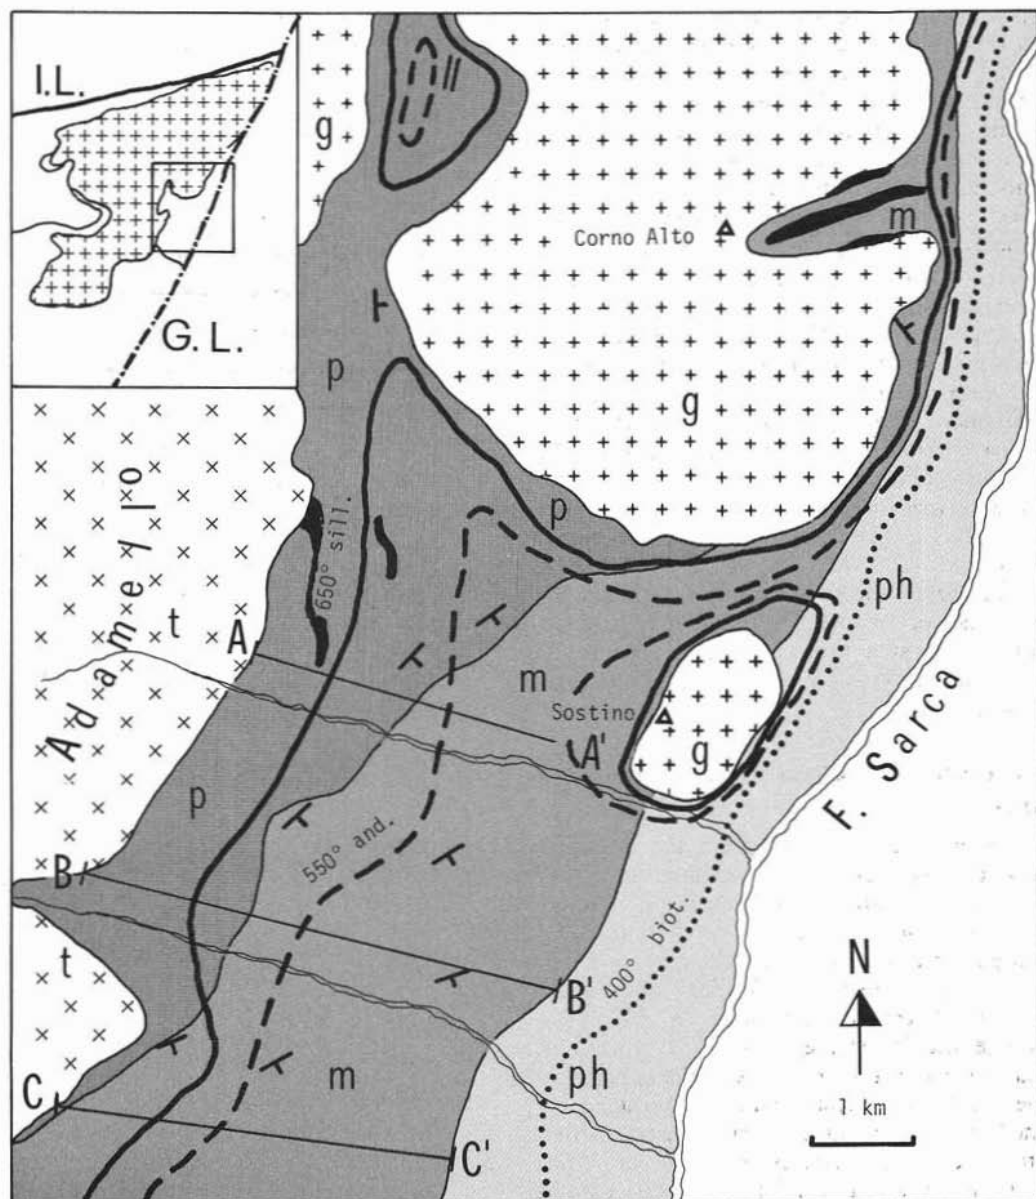 I.L.
G.L.
g
Corno Alto
m
p
g
p
Adamello
t
650° sill.
A
ph
m
Sostino
A'
g
F. Sarca
p
550° and.
B
400° biot.
N
B'
t
m
ph
1 km
C
C'